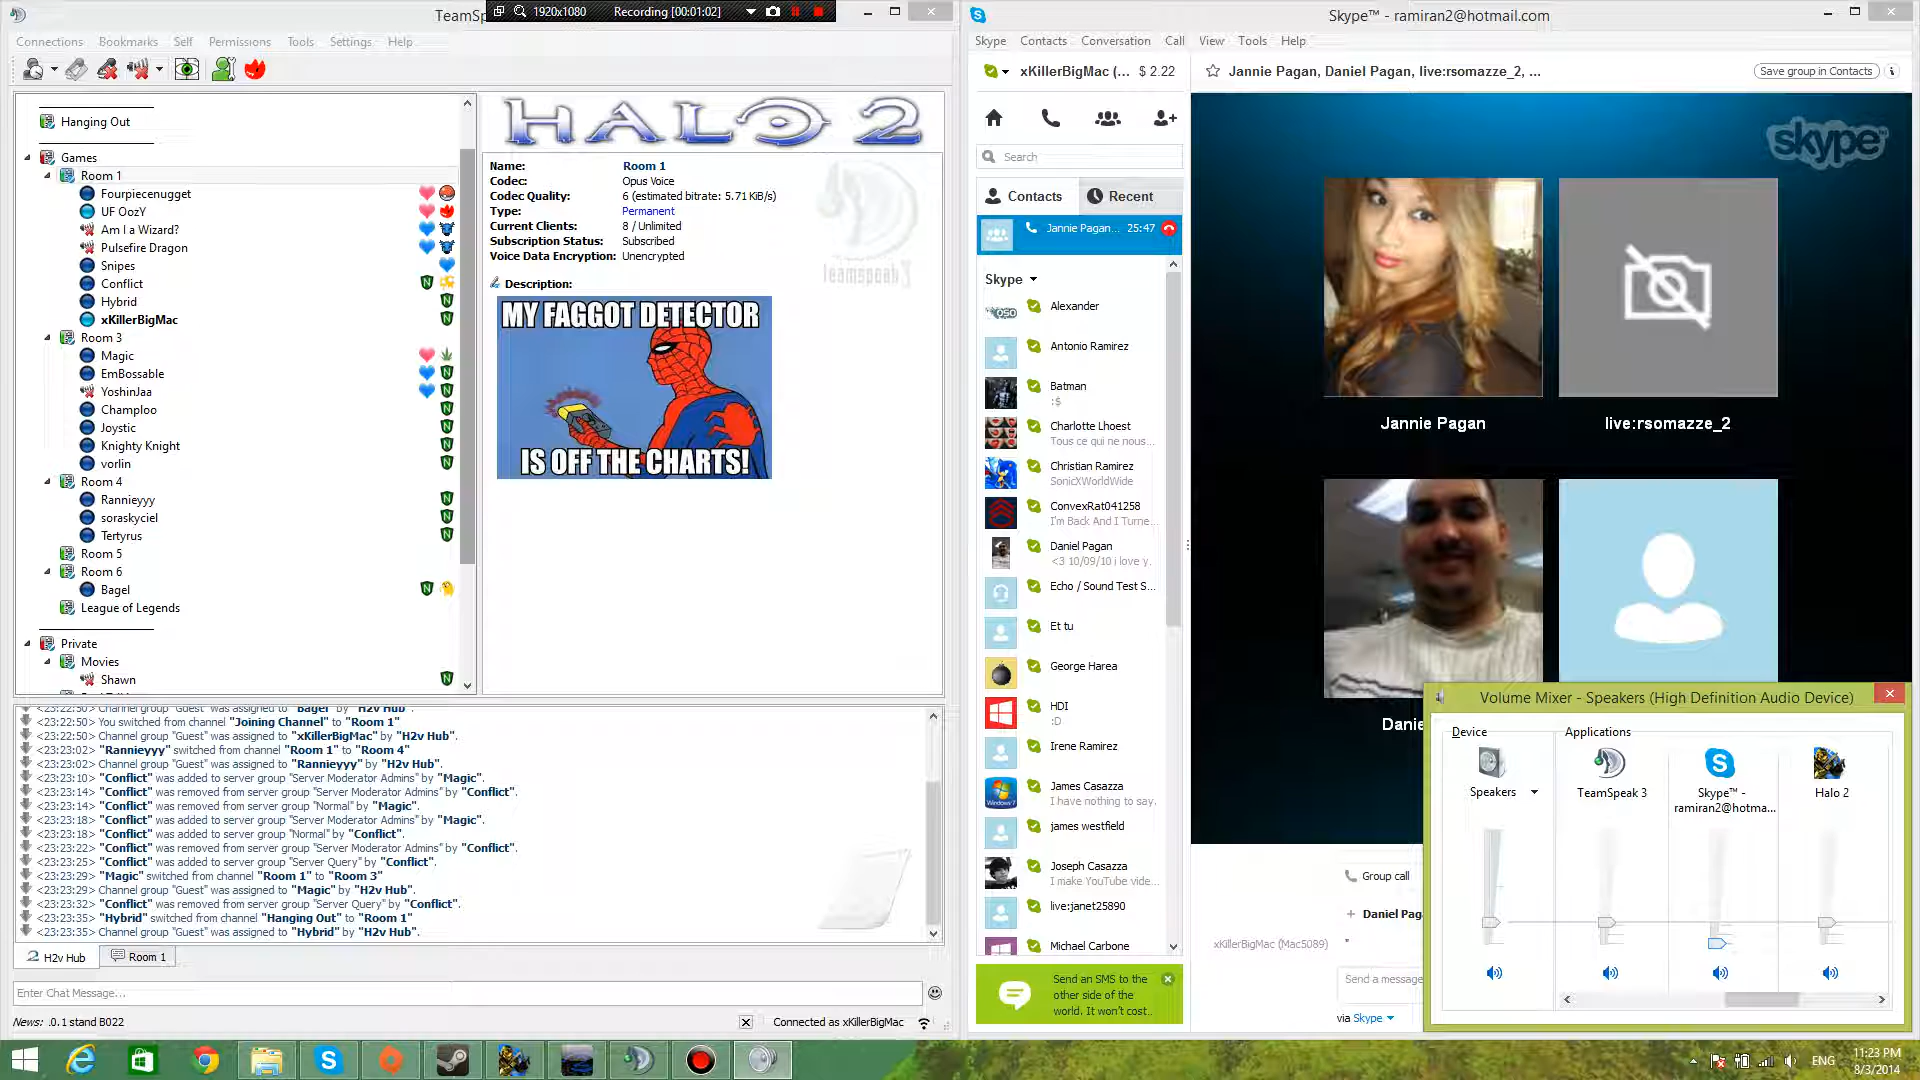 TeamSp
1920x1080
Recording [00:01:02]
Connections Bookmarks Self Permissions Tools Settings Help
Hanging Out
Games
Room 1
Fourpiecenugget
UF OozY
Am I a Wizard?
Pulsefire Dragon
Snipes
Conflict
Hybrid
xKillerBigMac
Room 3
Magic
EmBossable
YoshinJaa
Champloo
Joystic
Knighty Knight
vorlin
Room 4
Rannieyyy
soraskyciel
Tertyrus
Room 5
Room 6
Bagel
League of Legends
Private
Movies
Shawn
HALO 2
Name: Room 1
Codec: Opus Voice
Codec Quality: 6 (estimated bitrate: 5.71 KiB/s)
Type: Permanent
Current Clients: 8 / Unlimited
Subscription Status: Subscribed
Voice Data Encryption: Unencrypted
teamspeak 3
Description:
MY FAGGOT DETECTOR
IS OFF THE CHARTS!
<23:22:50> Channel group "Guest" was assigned to "Bagel" by "H2v Hub".
<23:22:50> You switched from channel "Joining Channel" to "Room 1"
<23:22:50> Channel group "Guest" was assigned to "xKillerBigMac" by "H2v Hub".
<23:23:02> "Rannieyyy" switched from channel "Room 1" to "Room 4"
<23:23:02> Channel group "Guest" was assigned to "Rannieyyy" by "H2v Hub".
<23:23:10> "Conflict" was added to server group "Server Moderator Admins" by "Magic".
<23:23:14> "Conflict" was removed from server group "Server Moderator Admins" by "Conflict".
<23:23:14> "Conflict" was removed from server group "Normal" by "Magic".
<23:23:18> "Conflict" was added to server group "Server Moderator Admins" by "Magic".
<23:23:18> "Conflict" was added to server group "Normal" by "Conflict".
<23:23:22> "Conflict" was removed from server group "Server Moderator Admins" by "Conflict".
<23:23:25> "Conflict" was added to server group "Server Query" by "Conflict".
<23:23:29> "Magic" switched from channel "Room 1" to "Room 3"
<23:23:29> Channel group "Guest" was assigned to "Magic" by "H2v Hub".
<23:23:32> "Conflict" was removed from server group "Server Query" by "Conflict".
<23:23:35> "Hybrid" switched from channel "Hanging Out" to "Room 1"
<23:23:35> Channel group "Guest" was assigned to "Hybrid" by "H2v Hub".
H2v Hub
Room 1
Enter Chat Message...
News: .0.1 stand B022
Connected as xKillerBigMac
Skype™ - ramiran2@hotmail.com
Skype Contacts Conversation Call View Tools Help
xKillerBigMac (... $ 2.22
Search
Contacts
Recent
Jannie Pagan... 25:47
Skype
Alexander
Antonio Ramirez
Batman
:$
Charlotte Lhoest
Tous ce qui ne nous...
Christian Ramirez
SonicXWorldWide
ConvexRat041258
I'm Back And I Turne...
Daniel Pagan
<3 10/09/10 i love y...
Echo / Sound Test S...
Et tu
George Harea
HDI
:D
Irene Ramirez
James Casazza
I have nothing to say.
james westfield
Joseph Casazza
I make YouTube vide...
live:janet25890
Michael Carbone
Send an SMS to the
other side of the
world. It won't cost..
Jannie Pagan, Daniel Pagan, live:rsomazze_2, ...
Save group in Contacts
skype™
Jannie Pagan
live:rsomazze_2
Danie
Group call
Daniel Paga
xKillerBigMac (Mac5089)
Send a message
via Skype
Volume Mixer - Speakers (High Definition Audio Device)
Device
Applications
Speakers
TeamSpeak 3
Skype™ -
ramiran2@hotma...
Halo 2
ENG
11:23 PM
8/3/2014